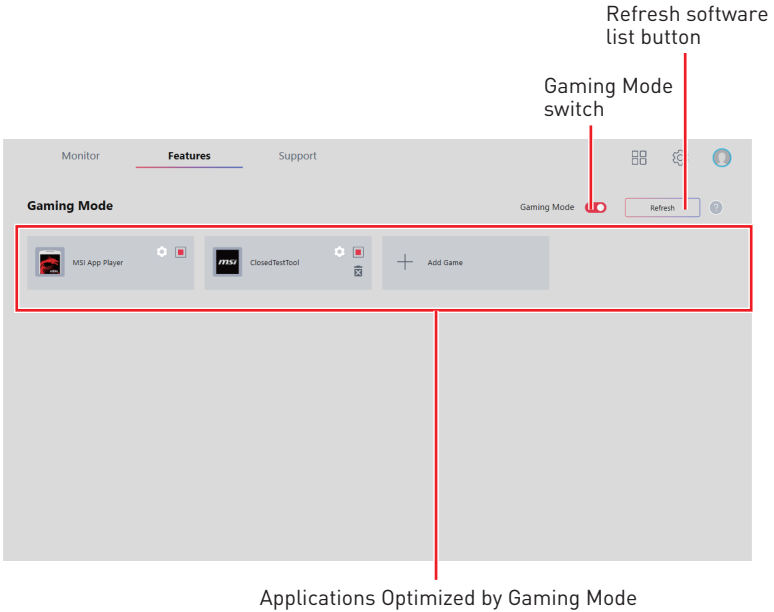 Refresh software
list button
Gaming Mode
switch
Monitor
Features
Support
Gaming Mode
Gaming Mode
Refresh
?
MSI App Player
msi
ClosedTestTool
Add Game
Applications Optimized by Gaming Mode